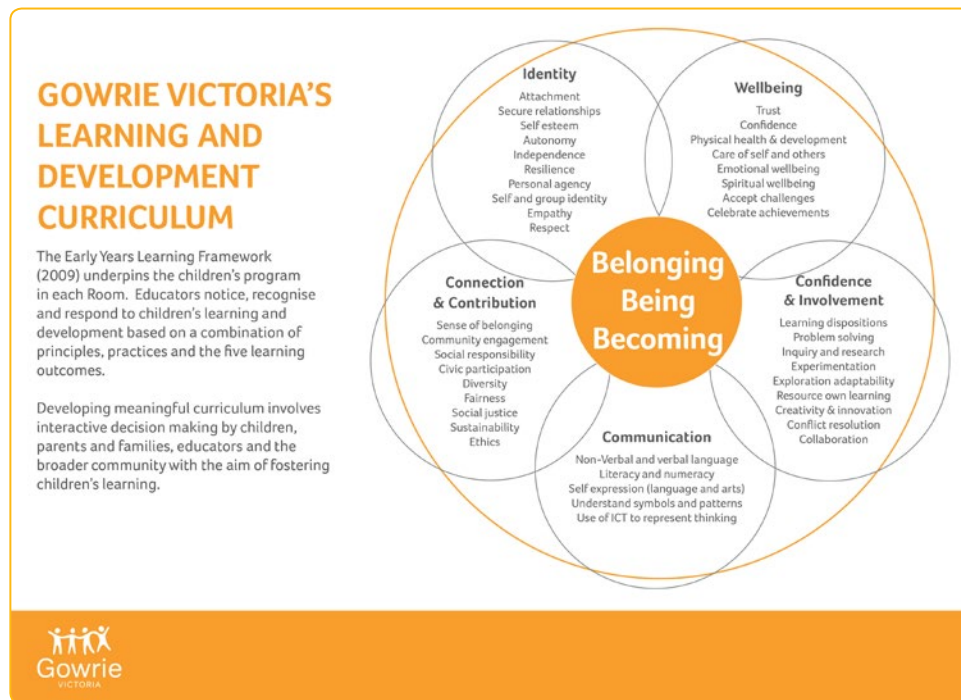 GOWRIE VICTORIA'S
LEARNING AND
DEVELOPMENT
CURRICULUM
The Early Years Learning Framework
(2009) underpins the children's program
in each Room. Educators notice, recognise
and respond to children's learning and
development based on a combination of
principles, practices and the five learning
outcomes.
Developing meaningful curriculum involves
interactive decision making by children,
parents and families, educators and the
broader community with the aim of fostering
children's learning.
Identity
Attachment
Secure relationships
Self esteem
Autonomy
Independence
Resilience
Personal agency
Self and group identity
Empathy
Respect
Wellbeing
Trust
Confidence
Physical health & development
Care of self and others
Emotional wellbeing
Spiritual wellbeing
Accept challenges
Celebrate achievements
Belonging
Being
Becoming
Connection
& Contribution
Sense of belonging
Community engagement
Social responsibility
Civic participation
Diversity
Fairness
Social justice
Sustainability
Ethics
Confidence
& Involvement
Learning dispositions
Problem solving
Inquiry and research
Experimentation
Exploration adaptability
Resource own learning
Creativity & innovation
Conflict resolution
Collaboration
Communication
Non-Verbal and verbal language
Literacy and numeracy
Self expression (language and arts)
Understand symbols and patterns
Use of ICT to represent thinking
Gowrie
VICTORIA